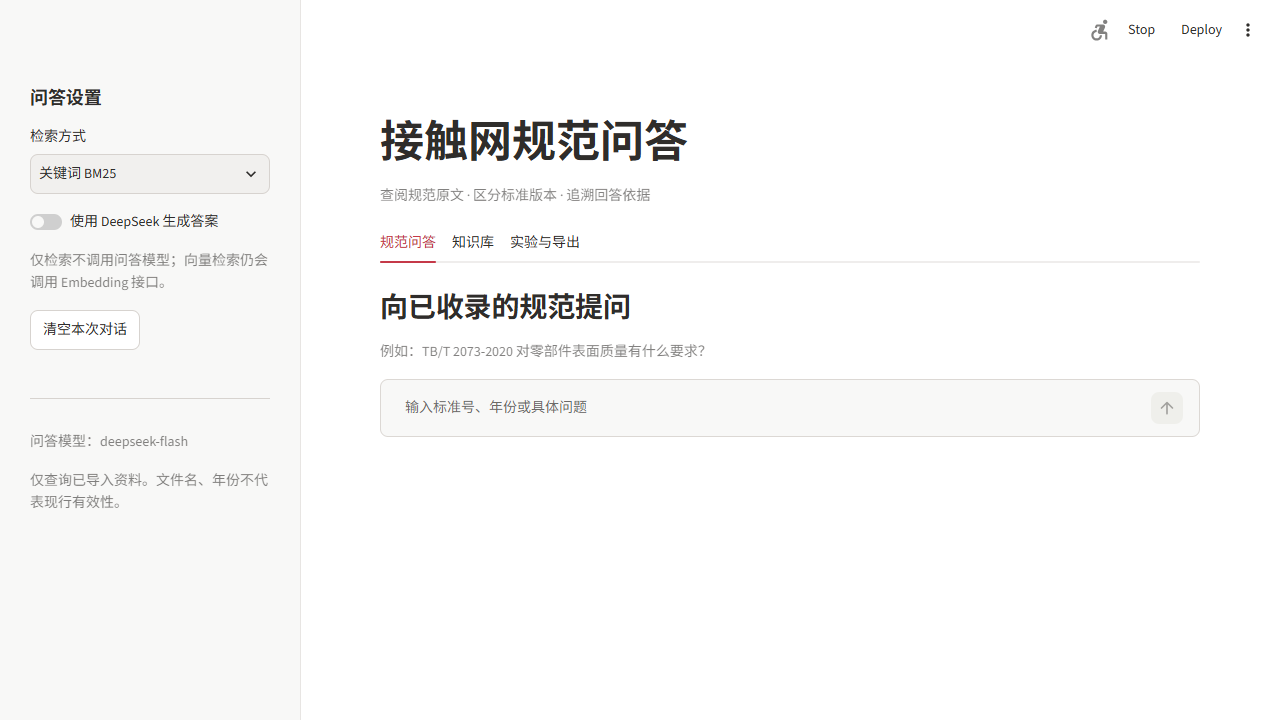 Stop
Deploy
问答设置
检索方式
关键词 BM25
使用 DeepSeek 生成答案
仅检索不调用问答模型；向量检索仍会
调用 Embedding 接口。
清空本次对话
问答模型：deepseek-flash
仅查询已导入资料。文件名、年份不代
表现行有效性。
接触网规范问答
查阅规范原文 · 区分标准版本 · 追溯回答依据
规范问答
知识库
实验与导出
向已收录的规范提问
例如：TB/T 2073-2020 对零部件表面质量有什么要求？
输入标准号、年份或具体问题